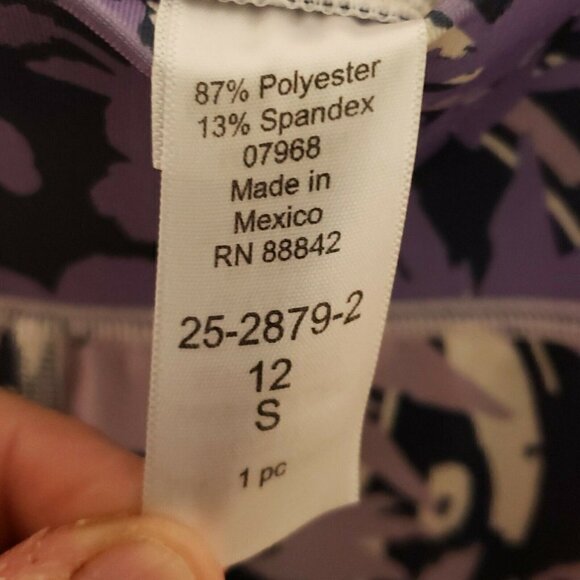 87% Polyester
13% Spandex
07968
Made in
Mexico
RN 88842
25-2879-2
12
S
1 pc